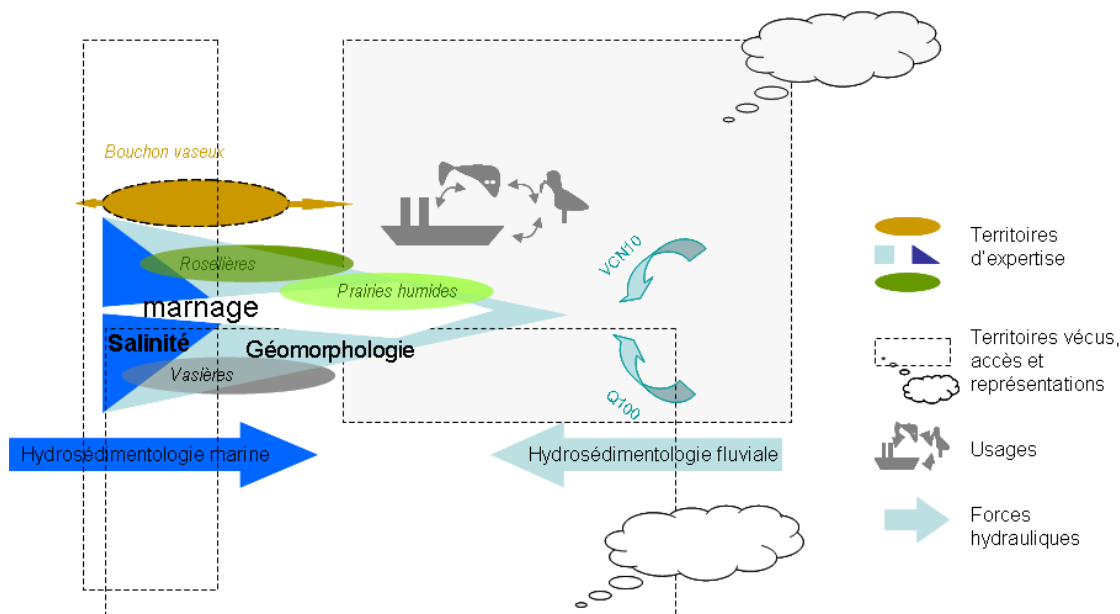 Bouchon vaseux
Roselières
Prairies humides
marnage
Salinité
Géomorphologie
Vasières
VCN10
Q100
Hydrosédimentologie marine
Hydrosédimentologie fluviale
Territoires
d'expertise
Territoires vécus,
accès et
représentations
Usages
Forces
hydrauliques